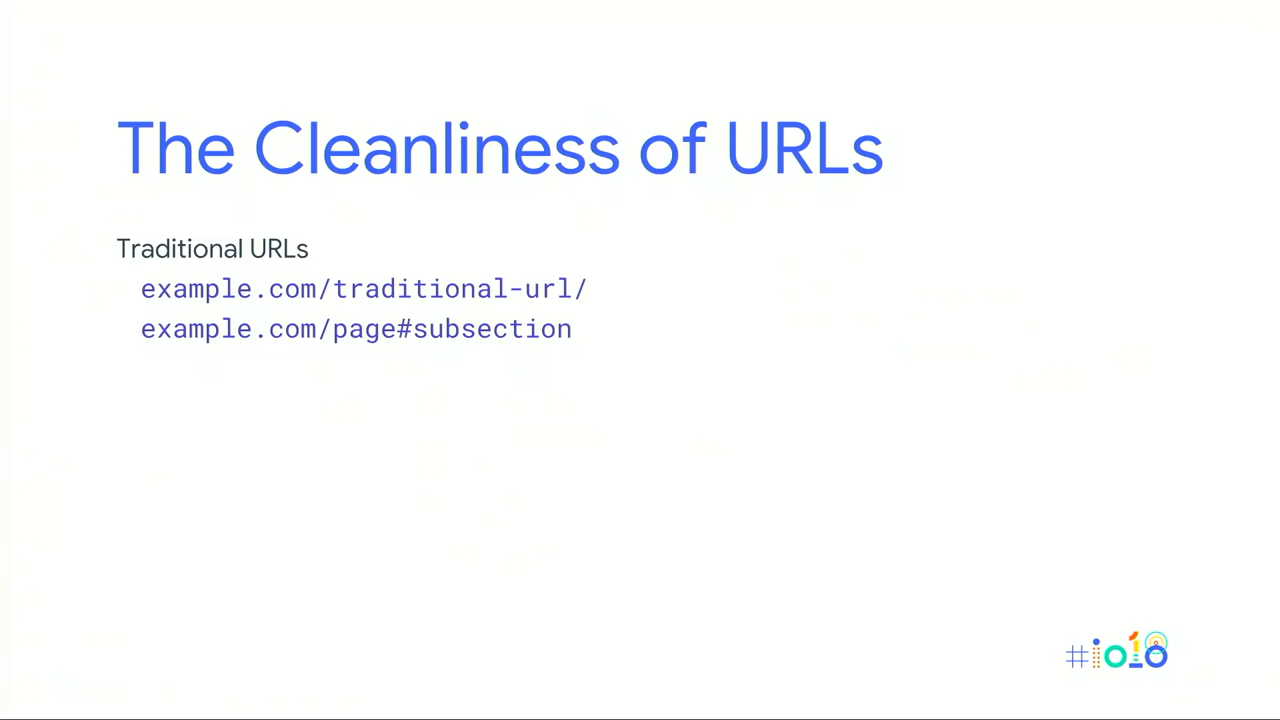 The Cleanliness of URLs
Traditional URLs
example.com/traditional-url/
example.com/page#subsection
#io18